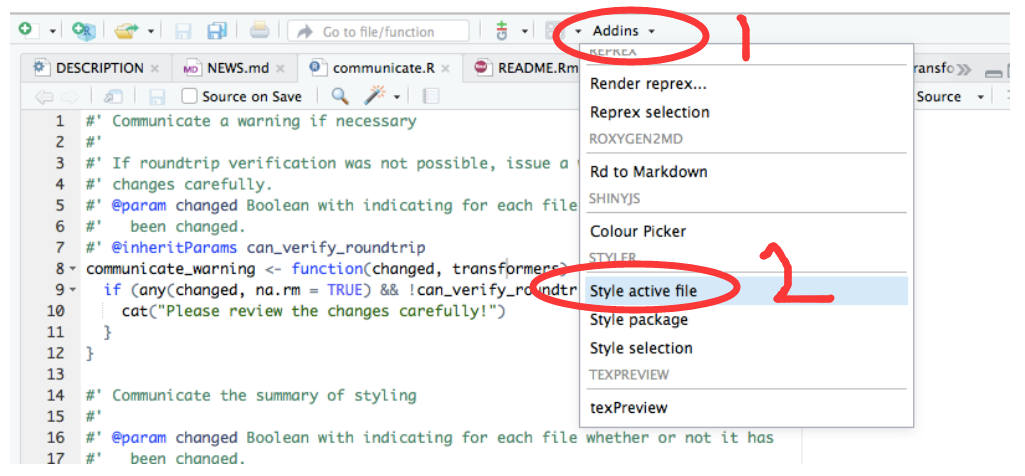 Go to file/function
Addins
1
DESCRIPTION
NEWS.md
communicate.R
README.Rm
ransfo
Source on Save
Source
REPREX
Render reprex...
Reprex selection
ROXYGEN2MD
Rd to Markdown
SHINYJS
Colour Picker
STYLER
Style active file
2
Style package
Style selection
TEXPREVIEW
texPreview
1 #' Communicate a warning if necessary
2 #'
3 #' If roundtrip verification was not possible, issue a
4 #' changes carefully.
5 #' @param changed Boolean with indicating for each file
6 #'   been changed.
7 #' @inheritParams can_verify_roundtrip
8 communicate_warning <- function(changed, transformers)
9   if (any(changed, na.rm = TRUE) && !can_verify_roundtr
10     cat("Please review the changes carefully!")
11   }
12 }
13
14 #' Communicate the summary of styling
15 #'
16 #' @param changed Boolean with indicating for each file whether or not it has
17 #'   been changed.